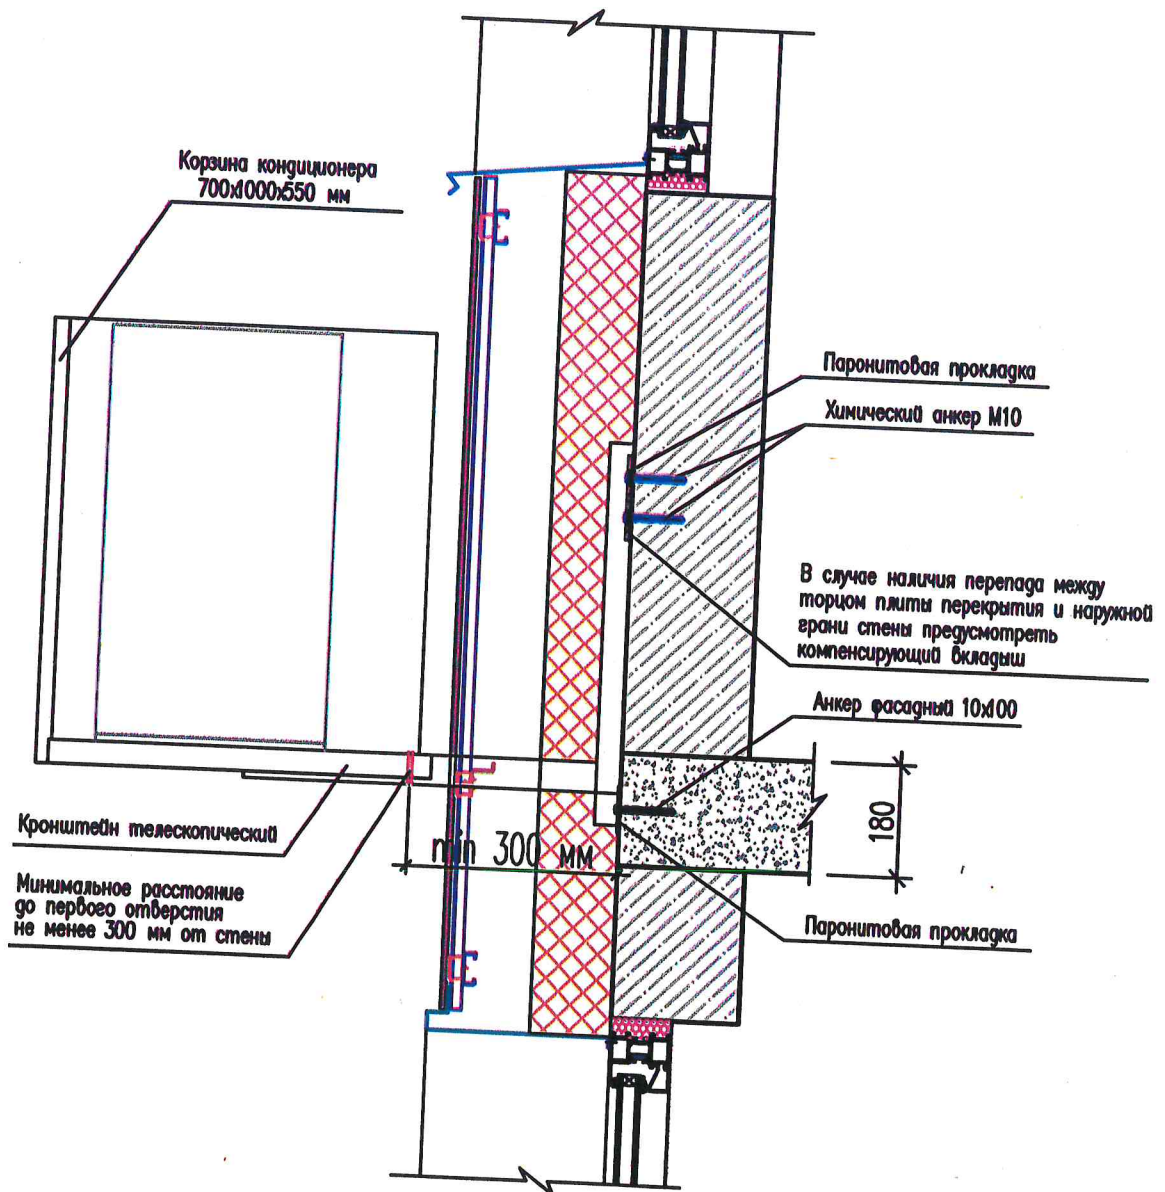 Корзина кондиционера
700х1000х550 мм
Паронитовая прокладка
Химический анкер М10
В случае наличия перепада между
торцом плиты перекрытия и наружной
грани стены предусмотреть
компенсирующий вкладыш
Анкер фасадный 10х100
180
Кронштейн телескопический
min 300 мм
Минимальное расстояние
до первого отверстия
не менее 300 мм от стены
Паронитовая прокладка